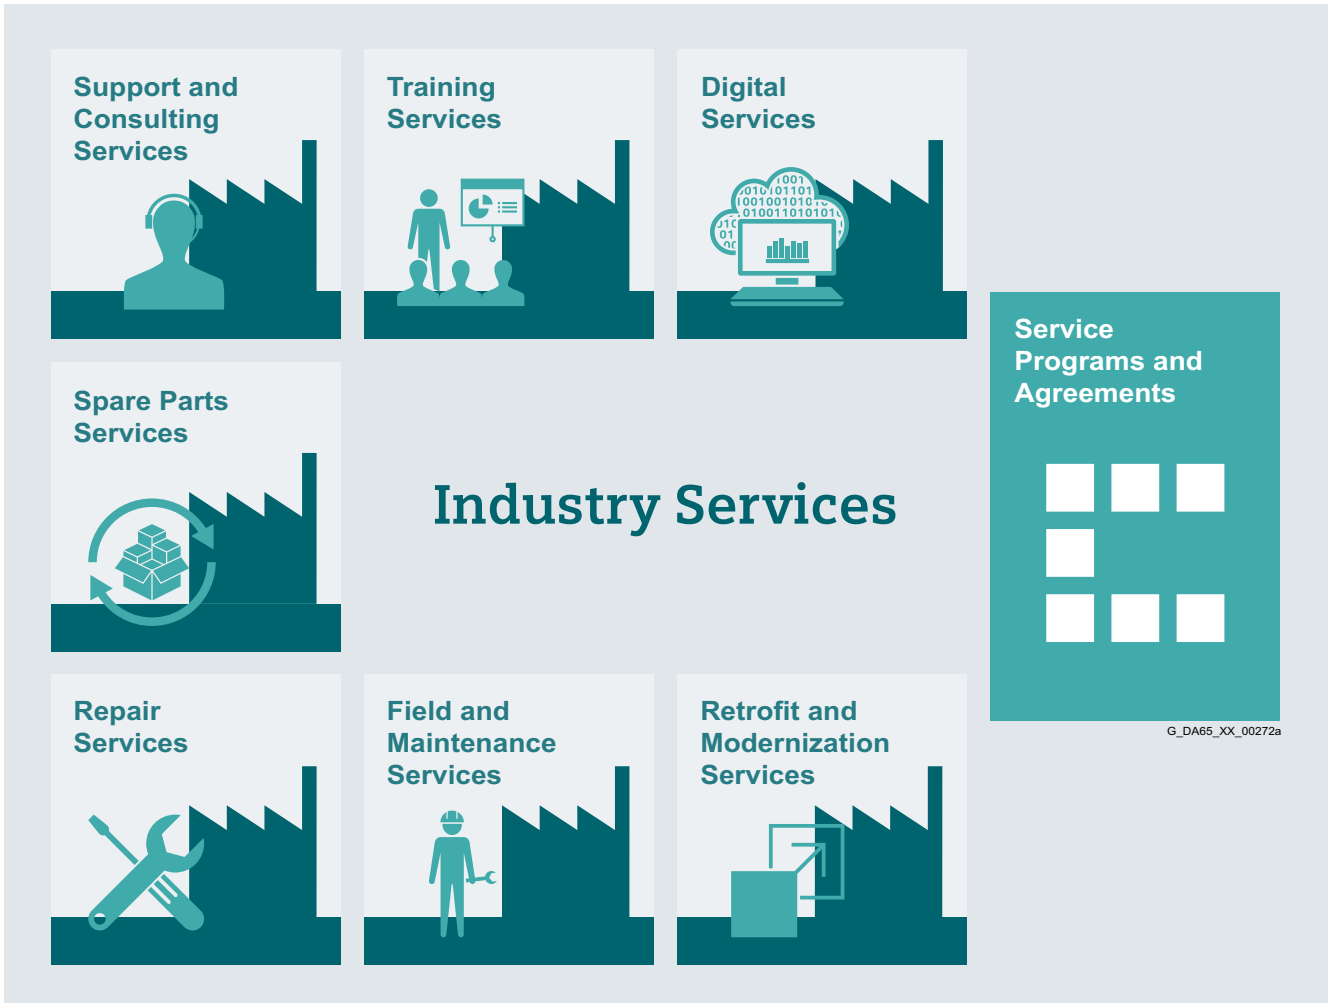 Support and
Consulting
Services
Training
Services
Digital
Services
Service
Programs and
Agreements
Spare Parts
Services
Industry Services
Repair
Services
Field and
Maintenance
Services
Retrofit and
Modernization
Services
G_DA65_XX_00272a